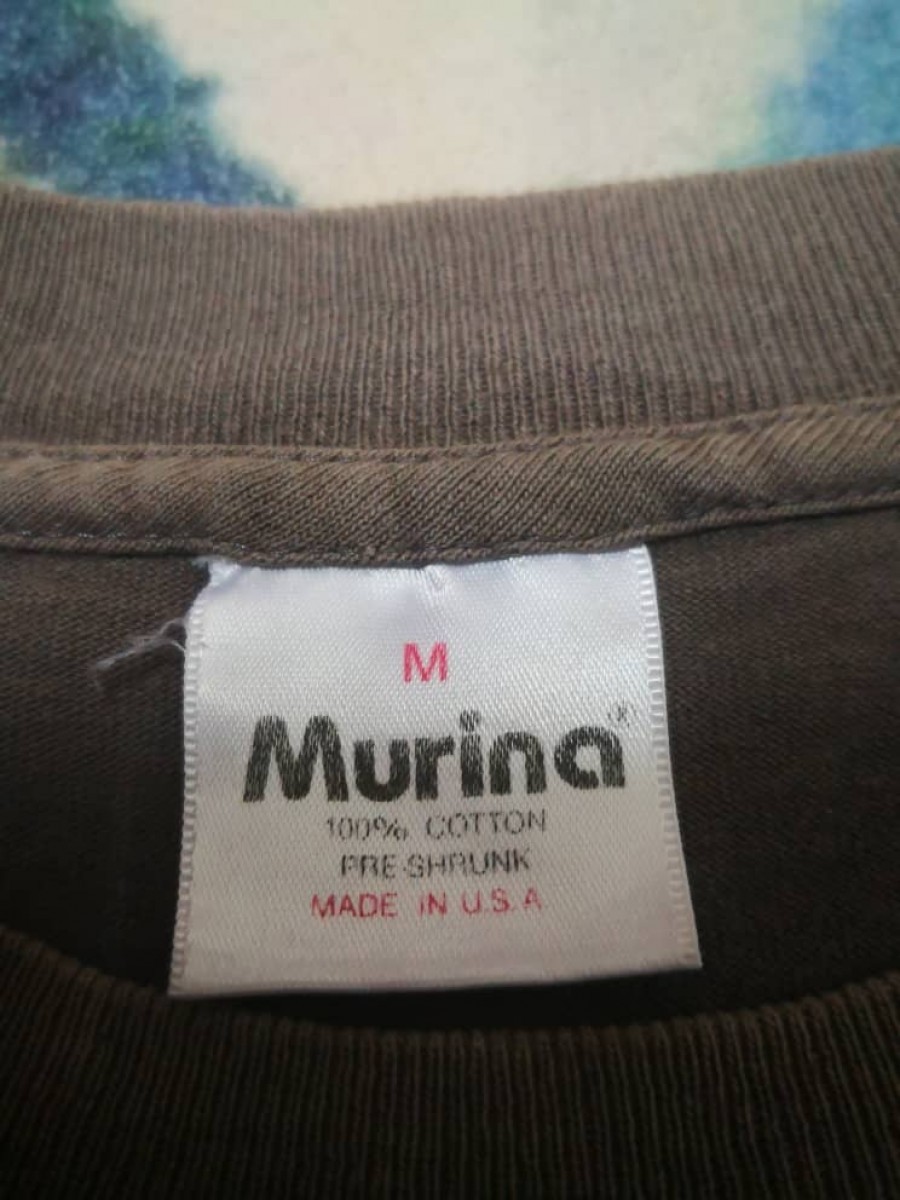 M
Murina®
100% COTTON
PRE-SHRUNK
MADE IN U.S.A.